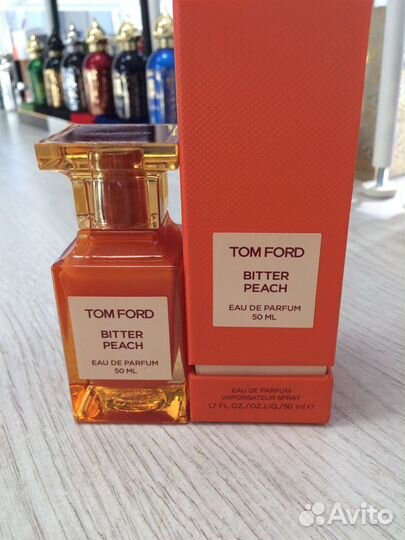 TOM FORD
BITTER
PEACH
EAU DE PARFUM
50 ML
TOM FORD
BITTER
PEACH
EAU DE PARFUM
50 ML
EAU DE PARFUM
VAPORISATEUR SPRAY
1.7 FL.OZ./OZ.LIQ./50 ml e
Avito